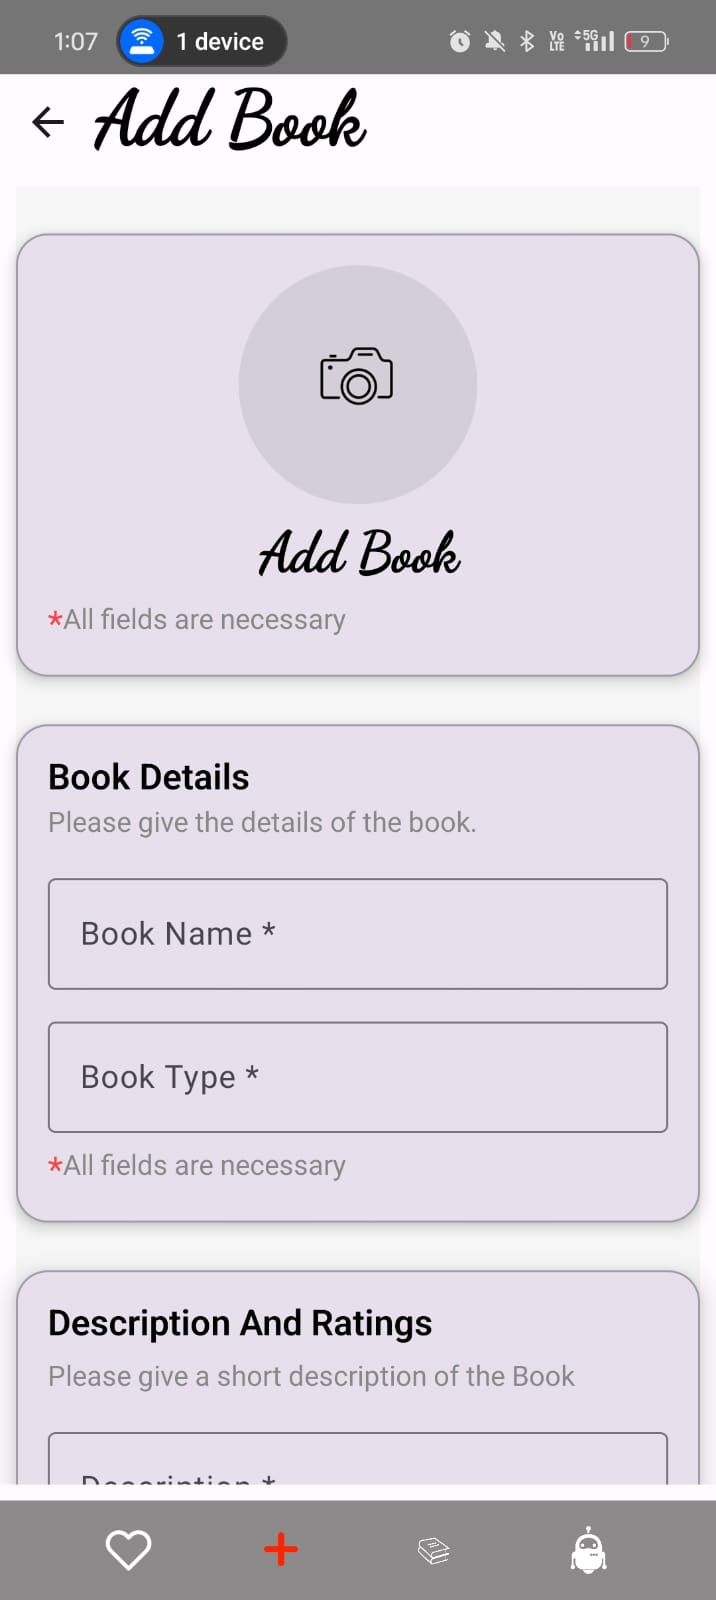 1:07 1 device Vo LTE 5G 9
Add Book
Add Book
*All fields are necessary
Book Details
Please give the details of the book.
Book Name *
Book Type *
*All fields are necessary
Description And Ratings
Please give a short description of the Book
Description *